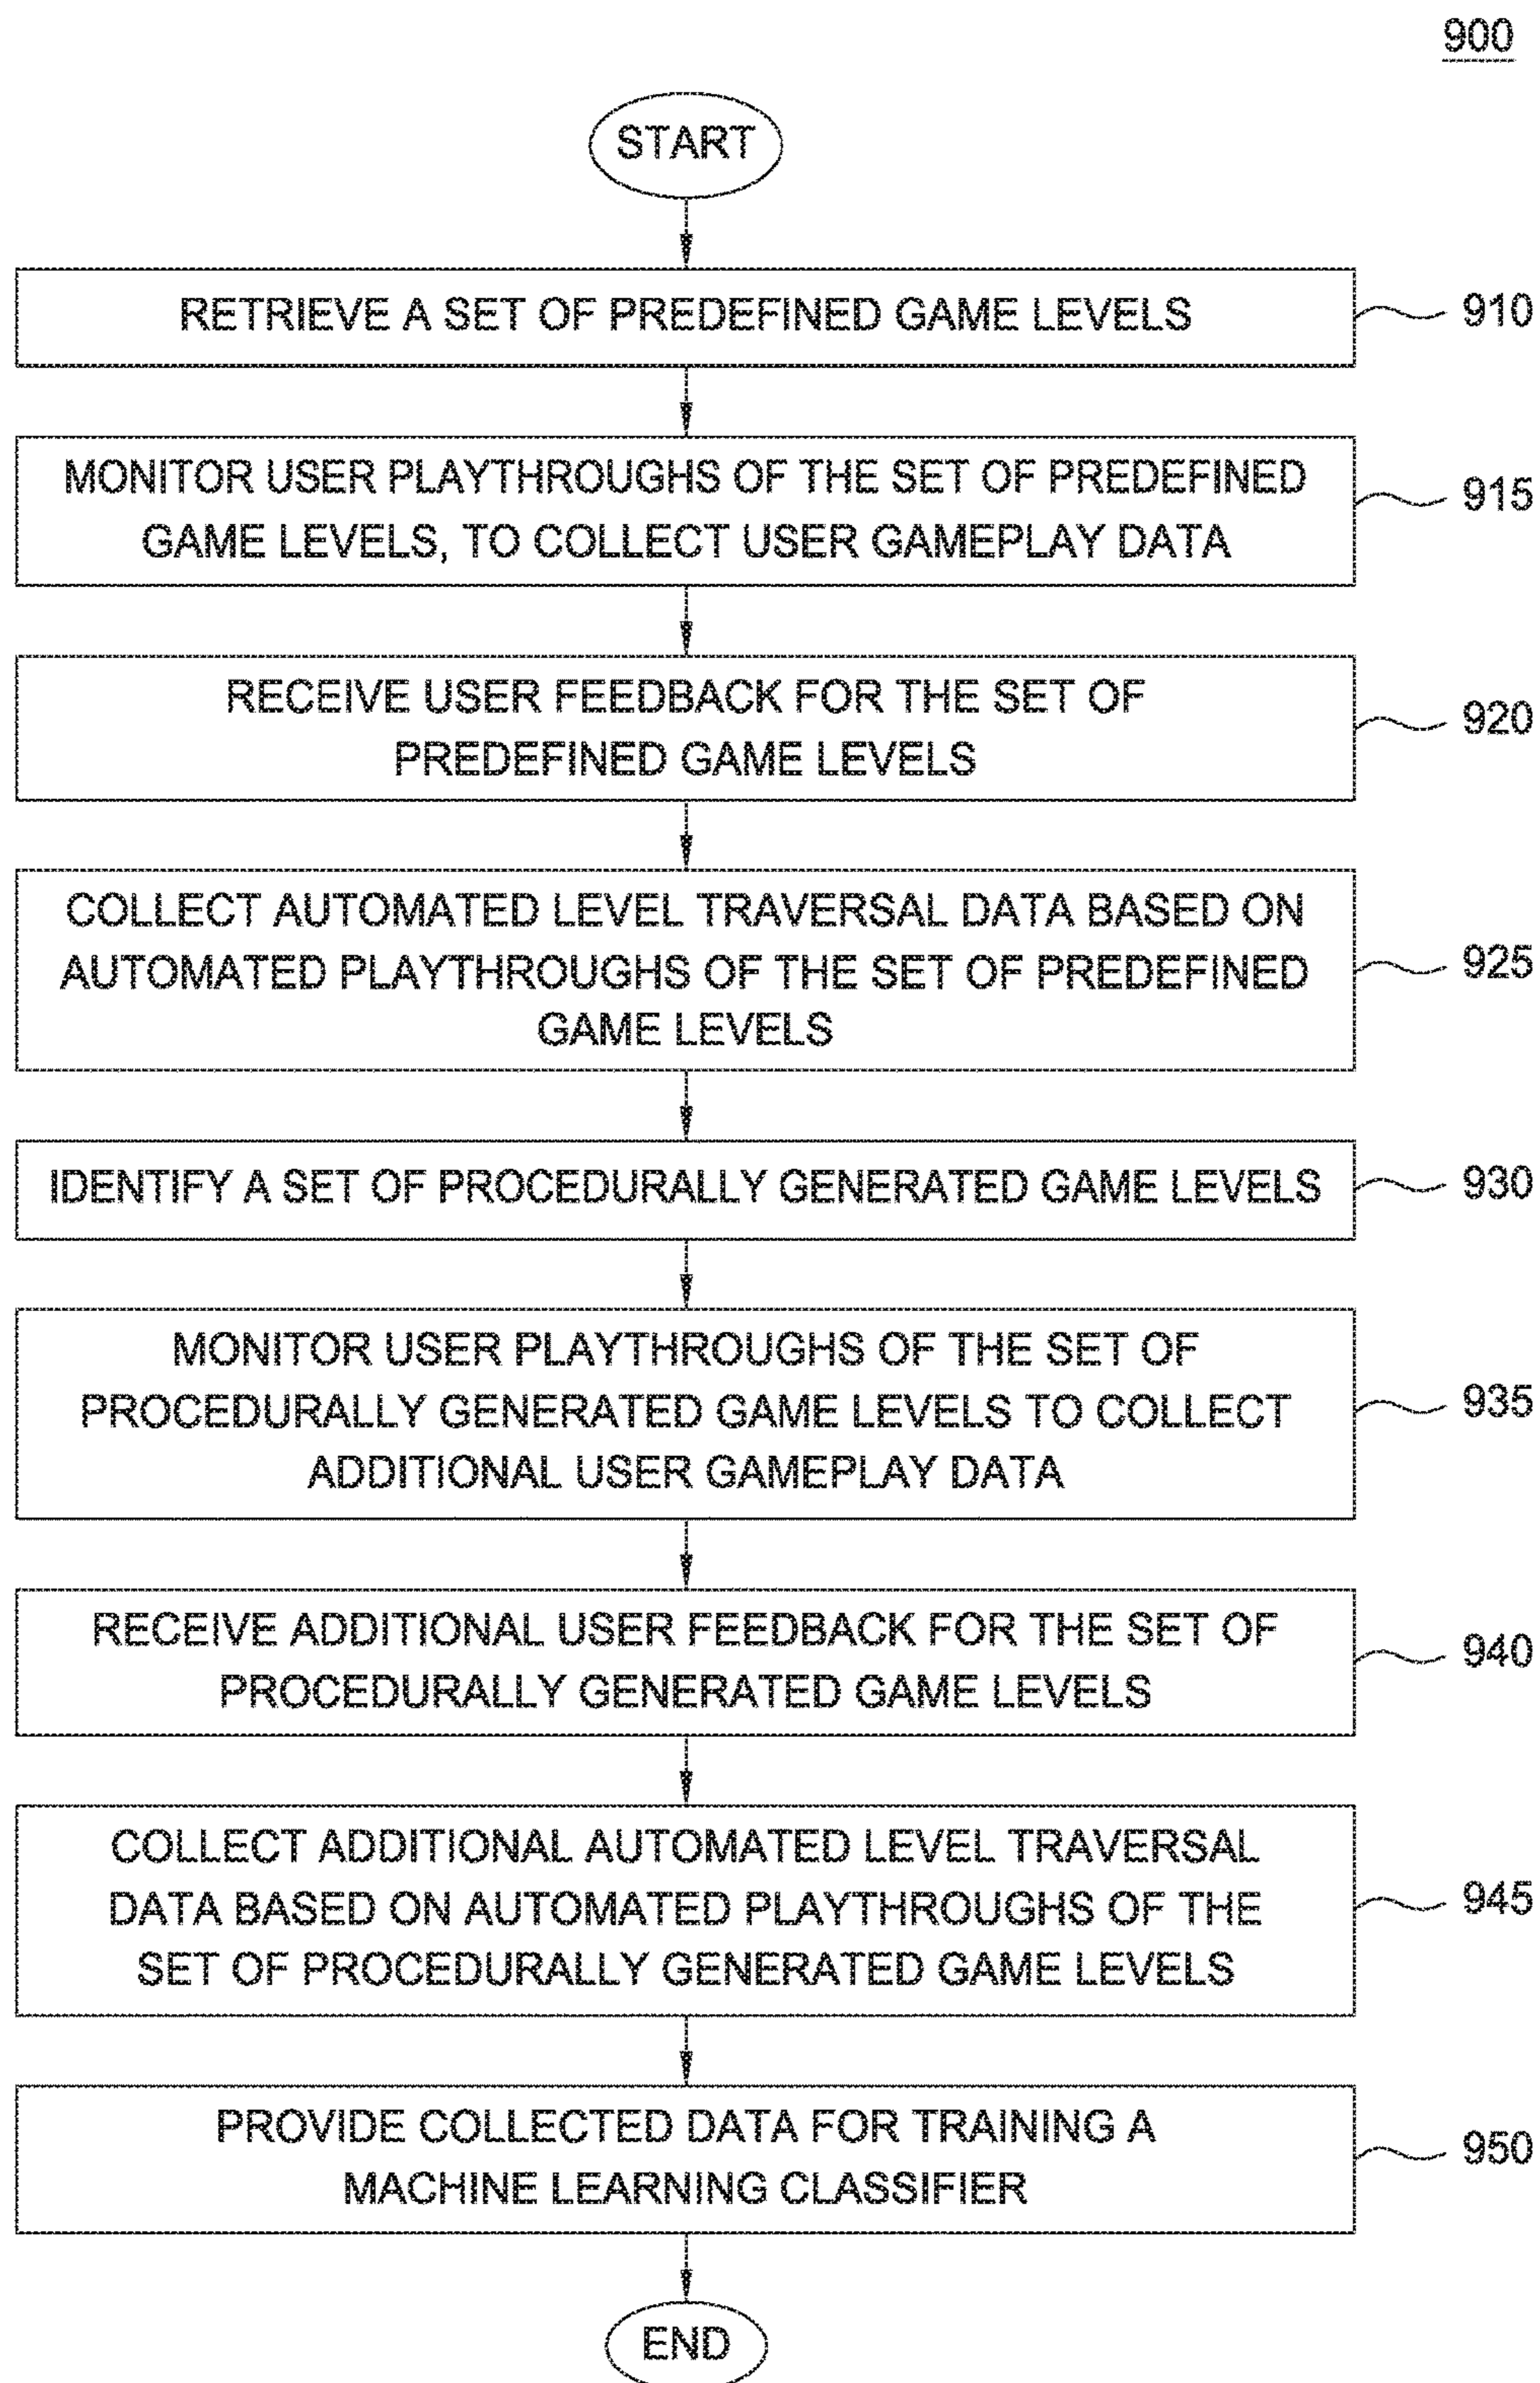 900
START
RETRIEVE A SET OF PREDEFINED GAME LEVELS
910
MONITOR USER PLAYTHROUGHS OF THE SET OF PREDEFINED
GAME LEVELS, TO COLLECT USER GAMEPLAY DATA
915
RECEIVE USER FEEDBACK FOR THE SET OF
PREDEFINED GAME LEVELS
920
COLLECT AUTOMATED LEVEL TRAVERSAL DATA BASED ON
AUTOMATED PLAYTHROUGHS OF THE SET OF PREDEFINED
GAME LEVELS
925
IDENTIFY A SET OF PROCEDURALLY GENERATED GAME LEVELS
930
MONITOR USER PLAYTHROUGHS OF THE SET OF
PROCEDURALLY GENERATED GAME LEVELS TO COLLECT
ADDITIONAL USER GAMEPLAY DATA
935
RECEIVE ADDITIONAL USER FEEDBACK FOR THE SET OF
PROCEDURALLY GENERATED GAME LEVELS
940
COLLECT ADDITIONAL AUTOMATED LEVEL TRAVERSAL
DATA BASED ON AUTOMATED PLAYTHROUGHS OF THE
SET OF PROCEDURALLY GENERATED GAME LEVELS
945
PROVIDE COLLECTED DATA FOR TRAINING A
MACHINE LEARNING CLASSIFIER
950
END